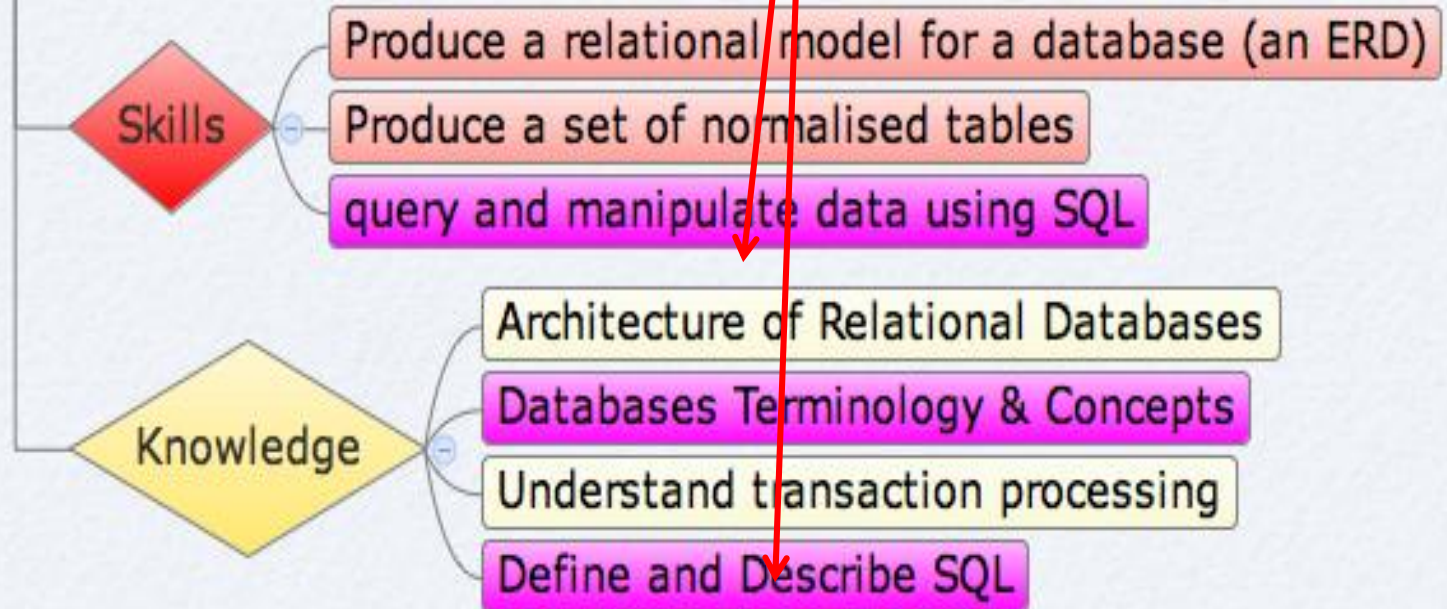 Skills
Produce a relational model for a database (an ERD)
Produce a set of normalised tables
query and manipulate data using SQL
Knowledge
Architecture of Relational Databases
Databases Terminology & Concepts
Understand transaction processing
Define and Describe SQL